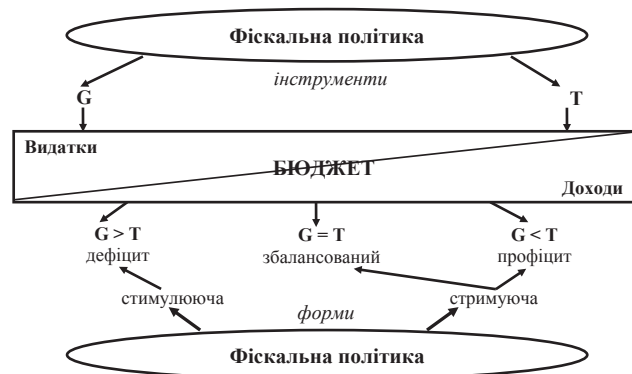 Фіскальна політика
інструменти
G T
Видатки
БЮДЖЕТ
Доходи
G > T G = T G < T
дефіцит збалансований профіцит
стимулююча стримуюча
форми
Фіскальна політика